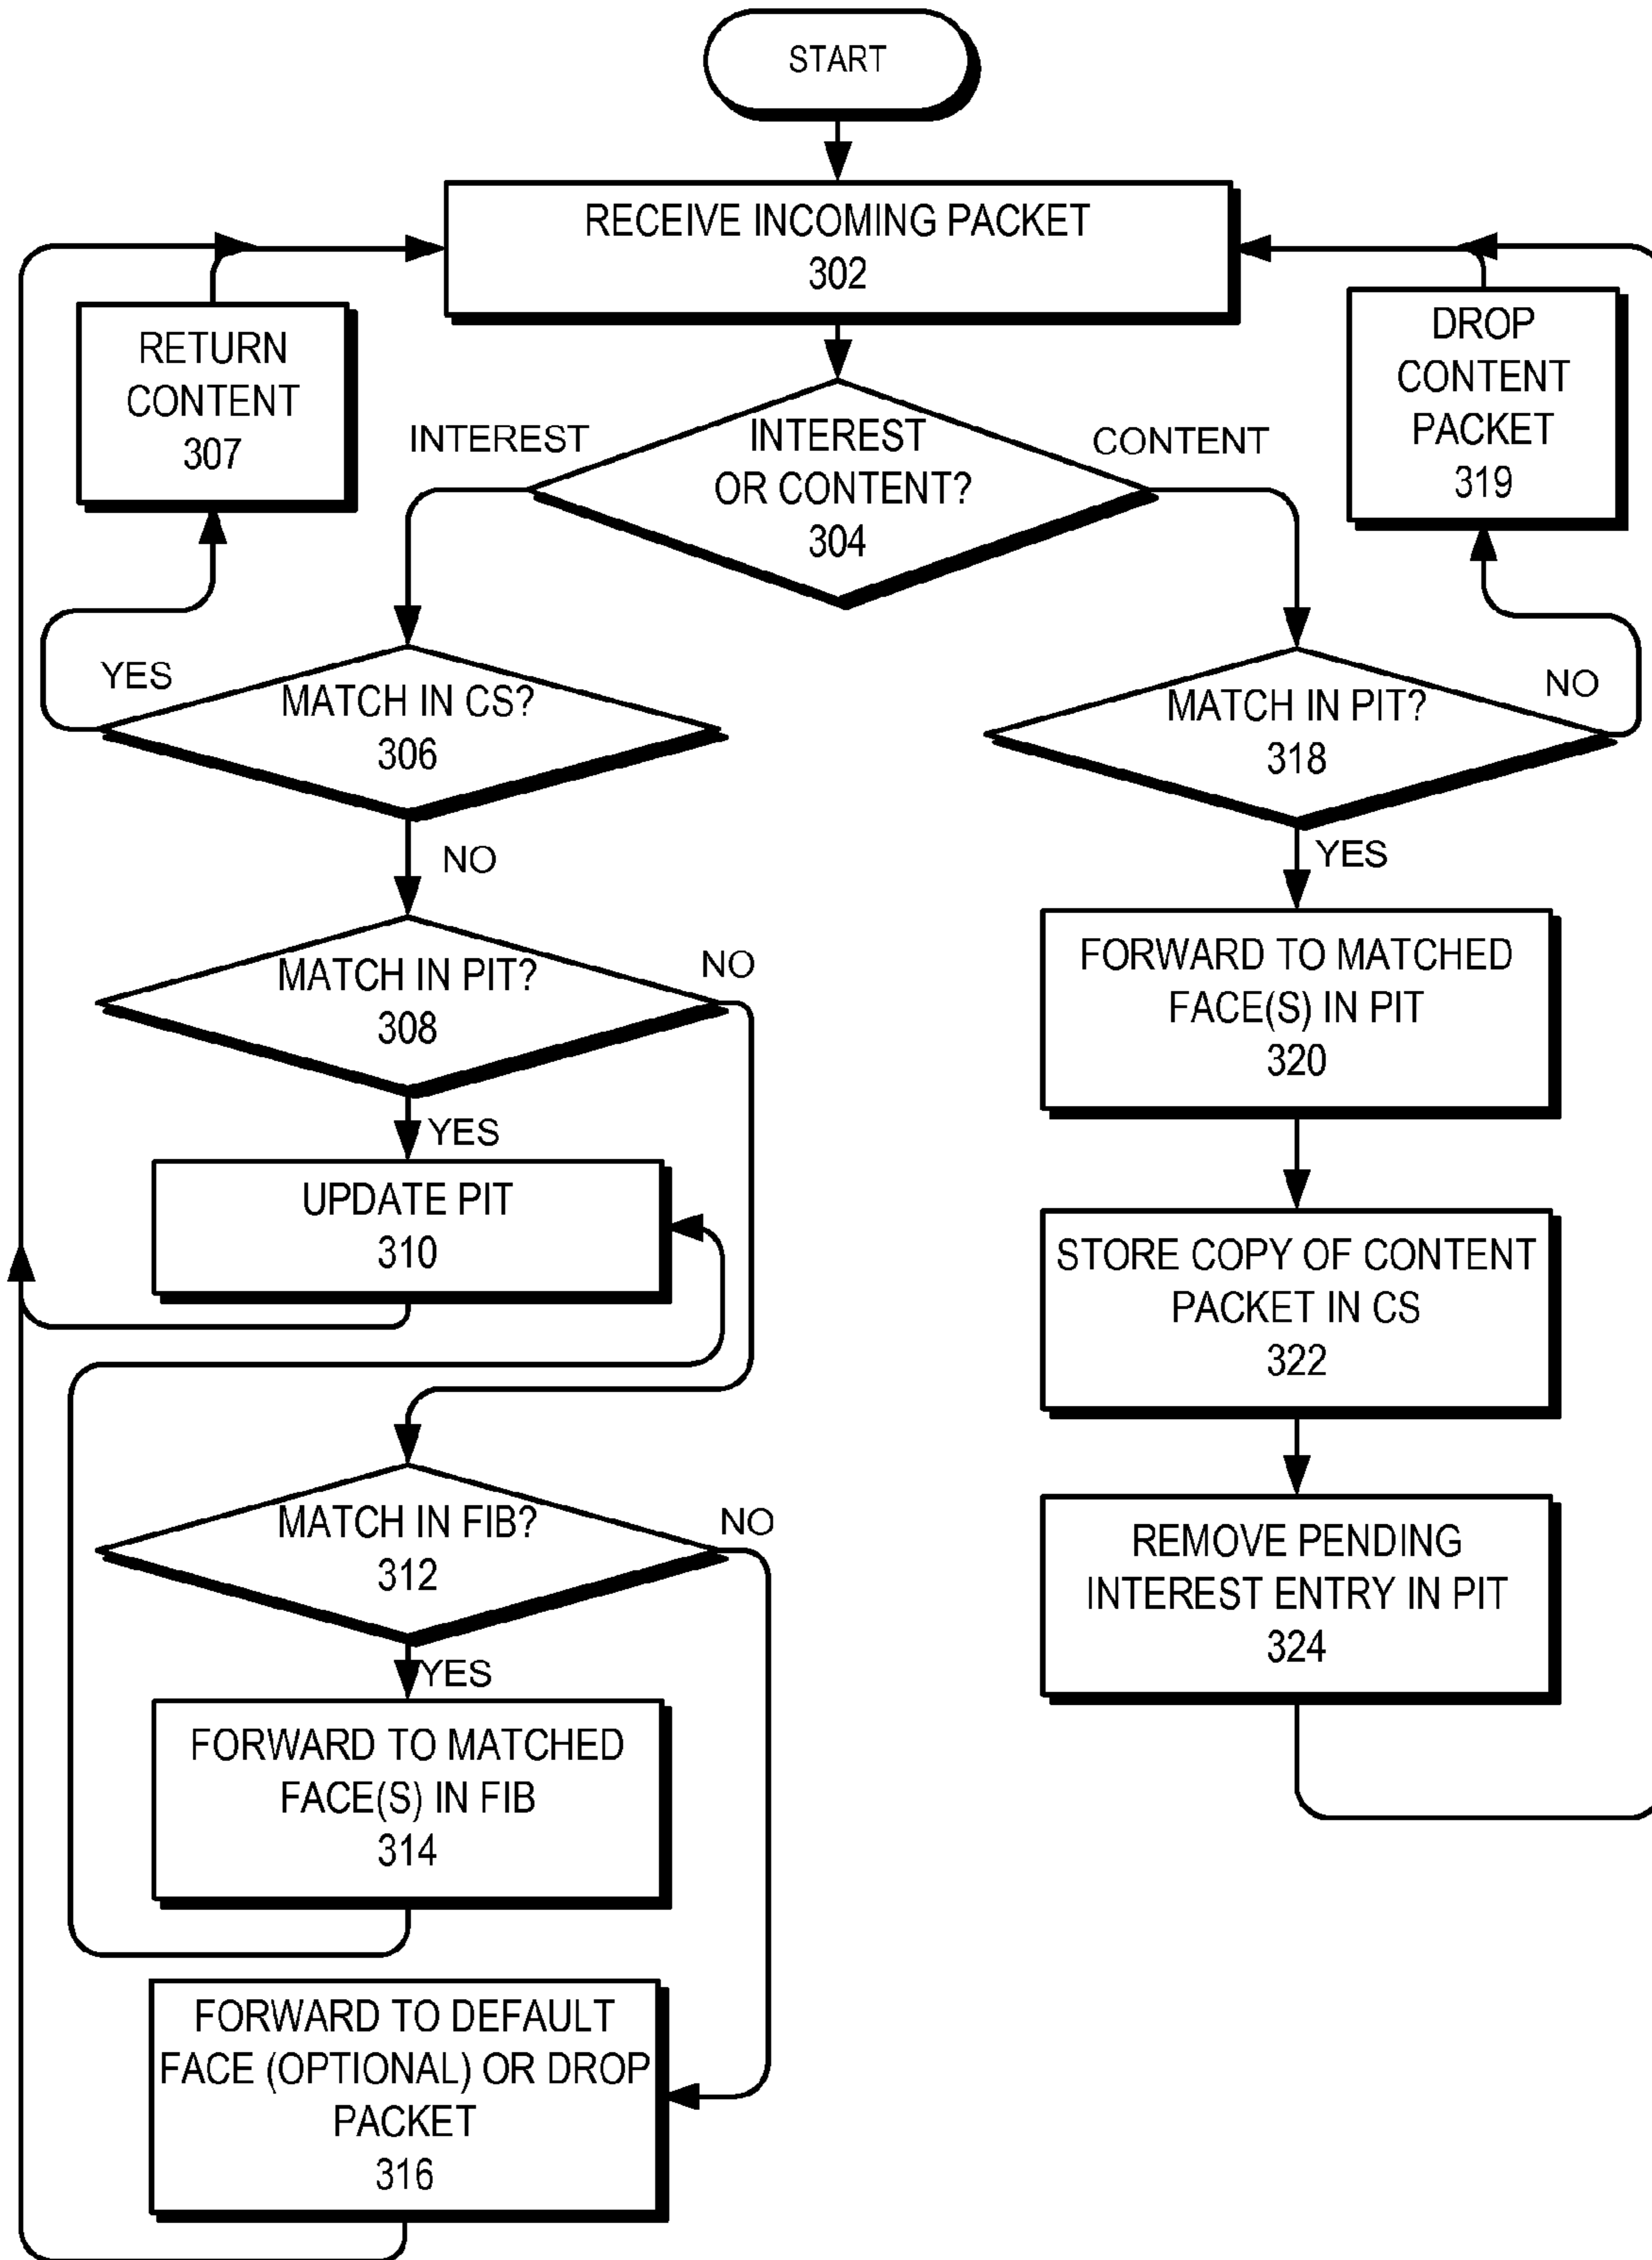 START
RECEIVE INCOMING PACKET
302
RETURN
CONTENT
307
DROP
CONTENT
PACKET
319
INTEREST
INTEREST
OR CONTENT?
304
CONTENT
YES
MATCH IN CS?
306
NO
MATCH IN PIT?
318
NO
YES
MATCH IN PIT?
308
NO
YES
UPDATE PIT
310
FORWARD TO MATCHED
FACE(S) IN PIT
320
STORE COPY OF CONTENT
PACKET IN CS
322
MATCH IN FIB?
312
NO
YES
REMOVE PENDING
INTEREST ENTRY IN PIT
324
FORWARD TO MATCHED
FACE(S) IN FIB
314
FORWARD TO DEFAULT
FACE (OPTIONAL) OR DROP
PACKET
316